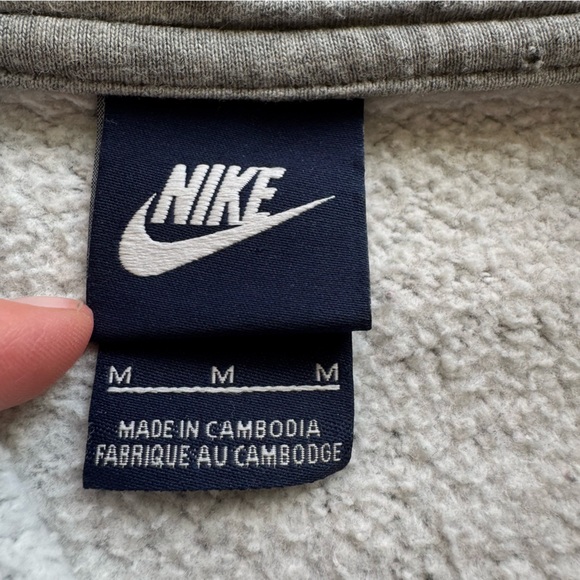 NIKE
M M M
MADE IN CAMBODIA
FABRIQUE AU CAMBODGE